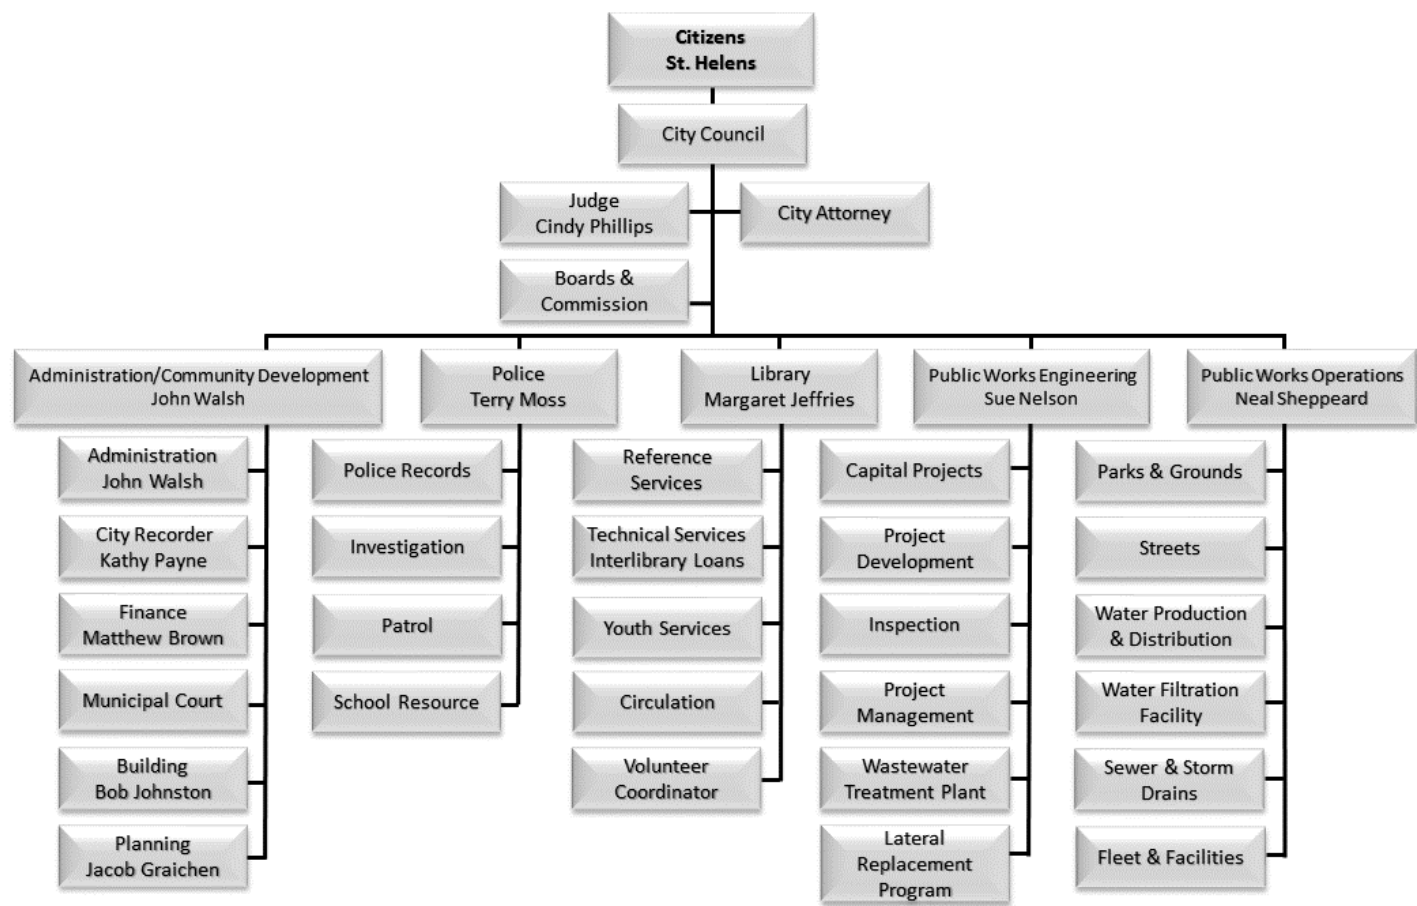 Citizens
St. Helens
City Council
Judge
Cindy Phillips
City Attorney
Boards &
Commission
Administration/Community Development
John Walsh
Police
Terry Moss
Library
Margaret Jeffries
Public Works Engineering
Sue Nelson
Public Works Operations
Neal Sheppeard
Administration
John Walsh
City Recorder
Kathy Payne
Finance
Matthew Brown
Municipal Court
Building
Bob Johnston
Planning
Jacob Graichen
Police Records
Investigation
Patrol
School Resource
Reference
Services
Technical Services
Interlibrary Loans
Youth Services
Circulation
Volunteer
Coordinator
Capital Projects
Project
Development
Inspection
Project
Management
Wastewater
Treatment Plant
Lateral
Replacement
Program
Parks & Grounds
Streets
Water Production
& Distribution
Water Filtration
Facility
Sewer & Storm
Drains
Fleet & Facilities